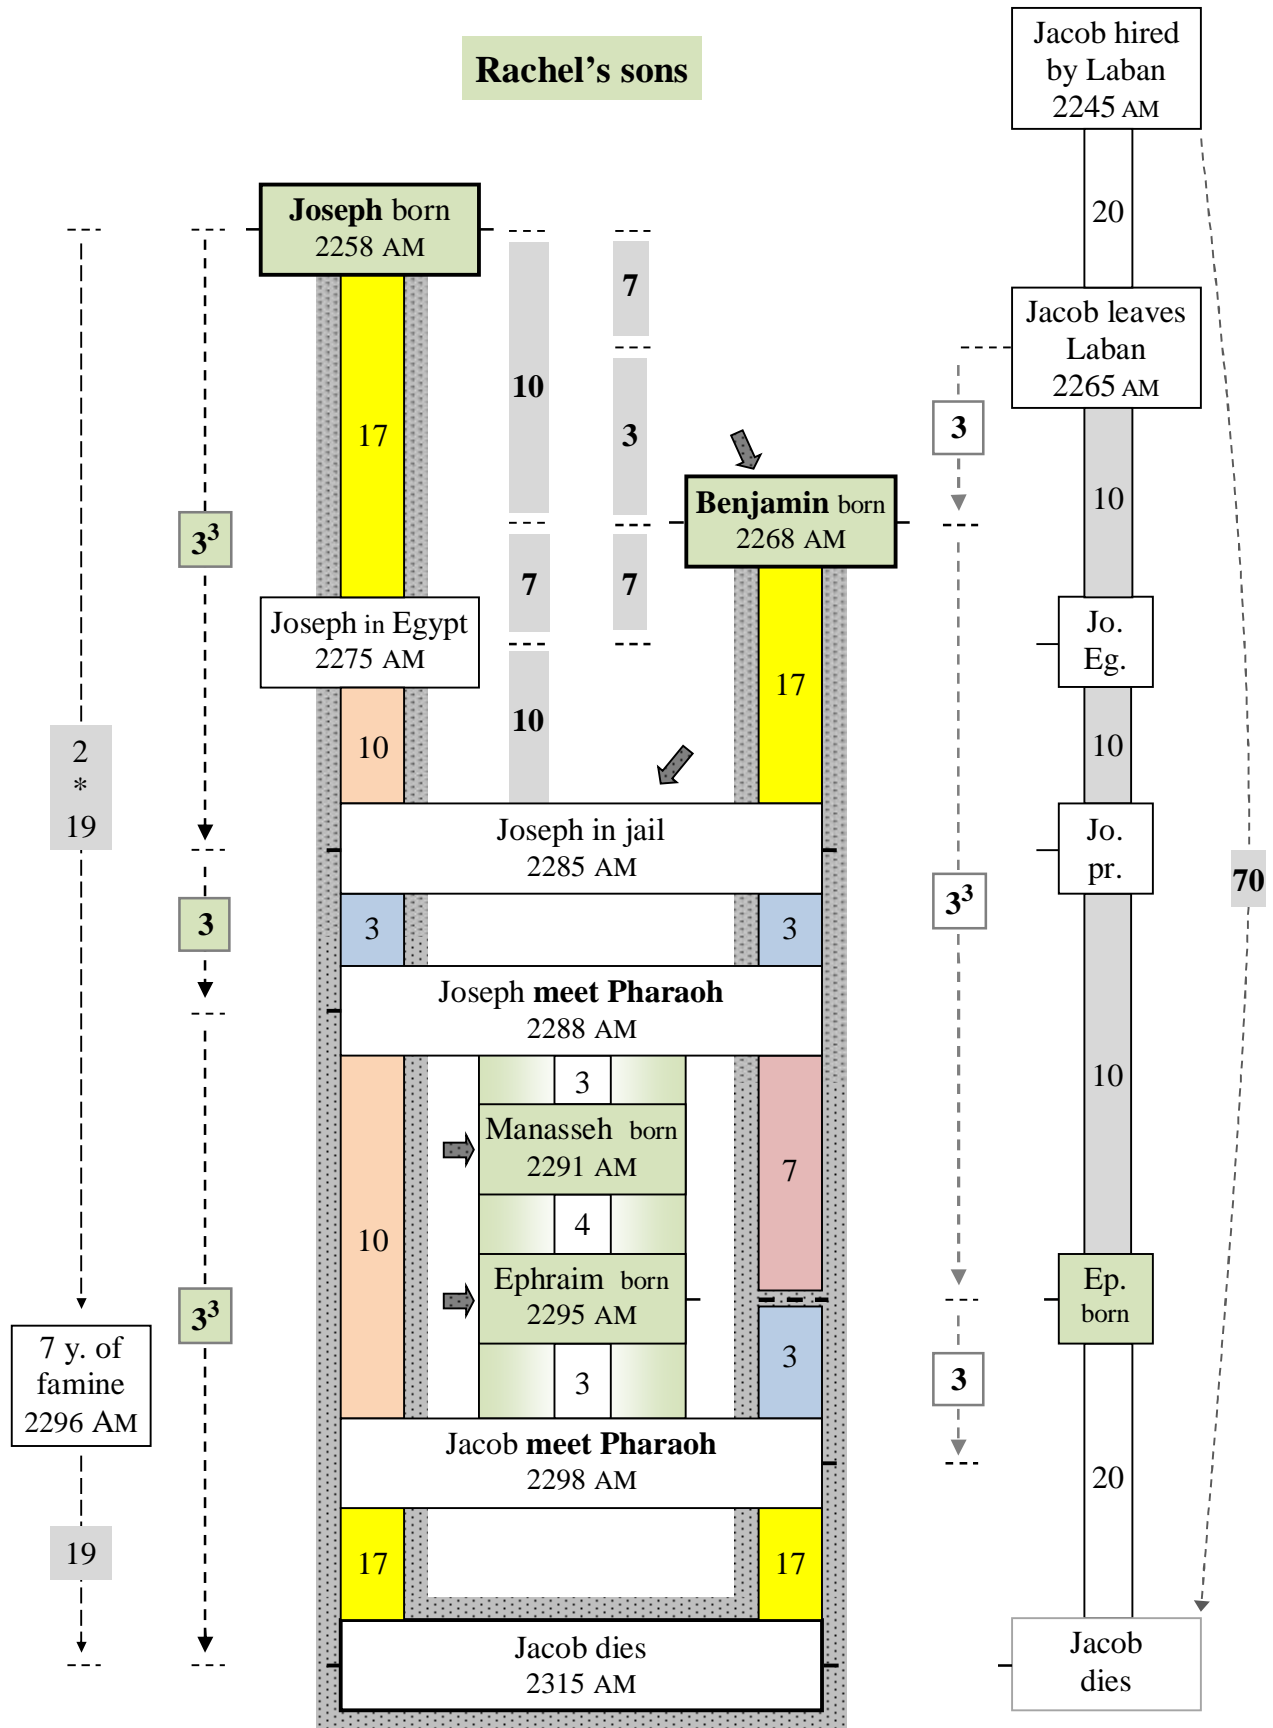 Rachel's sons
Jacob hired
by Laban
2245 AM
20
Joseph born
2258 AM
7
Jacob leaves
Laban
2265 AM
10
3
17
3
10
Benjamin born
2268 AM
3³
7
7
Joseph in Egypt
2275 AM
Jo.
Eg.
17
10
10
10
2
*
19
Joseph in jail
2285 AM
Jo.
pr.
70
3³
3
3
3
Joseph meet Pharaoh
2288 AM
3
10
Manasseh born
2291 AM
7
4
10
Ephraim born
2295 AM
Ep.
born
3³
7 y. of
famine
2296 AM
3
3
3
Jacob meet Pharaoh
2298 AM
20
19
17
17
Jacob dies
2315 AM
Jacob
dies